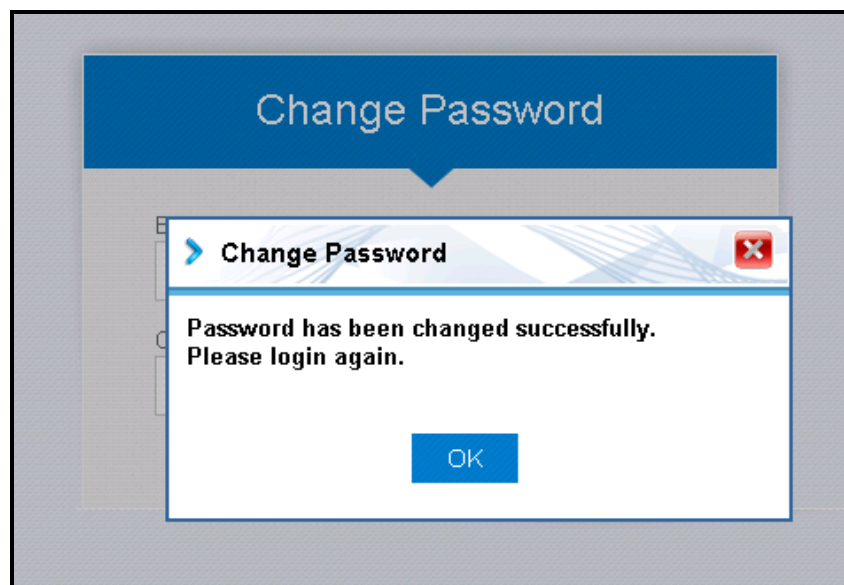 Change Password
Change Password
Password has been changed successfully.
Please login again.
OK